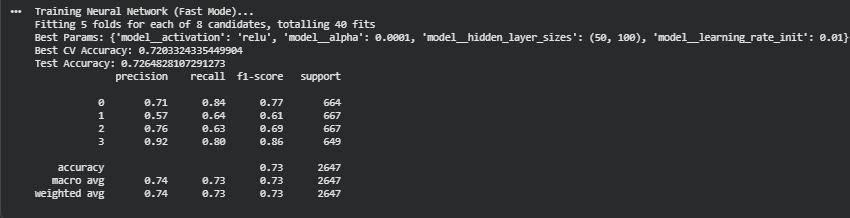 ••• Training Neural Network (Fast Mode)...
Fitting 5 folds for each of 8 candidates, totalling 40 fits
Best Params: {'model__activation': 'relu', 'model__alpha': 0.0001, 'model__hidden_layer_sizes': (50, 100), 'model__learning_rate_init': 0.01}
Best CV Accuracy: 0.7203324335449904
Test Accuracy: 0.7264828107291273
precision recall f1-score support
0 0.71 0.84 0.77 664
1 0.57 0.64 0.61 667
2 0.76 0.63 0.69 667
3 0.92 0.80 0.86 649
accuracy 0.73 2647
macro avg 0.74 0.73 0.73 2647
weighted avg 0.74 0.73 0.73 2647